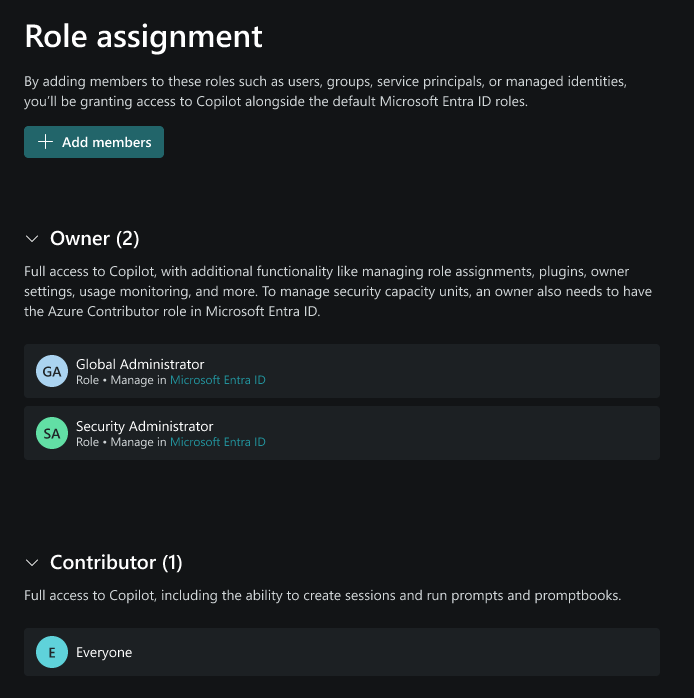 Role assignment
By adding members to these roles such as users, groups, service principals, or managed identities,
you'll be granting access to Copilot alongside the default Microsoft Entra ID roles.
Add members
Owner (2)
Full access to Copilot, with additional functionality like managing role assignments, plugins, owner
settings, usage monitoring, and more. To manage security capacity units, an owner also needs to have
the Azure Contributor role in Microsoft Entra ID.
GA
Global Administrator
Role • Manage in Microsoft Entra ID
SA
Security Administrator
Role • Manage in Microsoft Entra ID
Contributor (1)
Full access to Copilot, including the ability to create sessions and run prompts and promptbooks.
E
Everyone